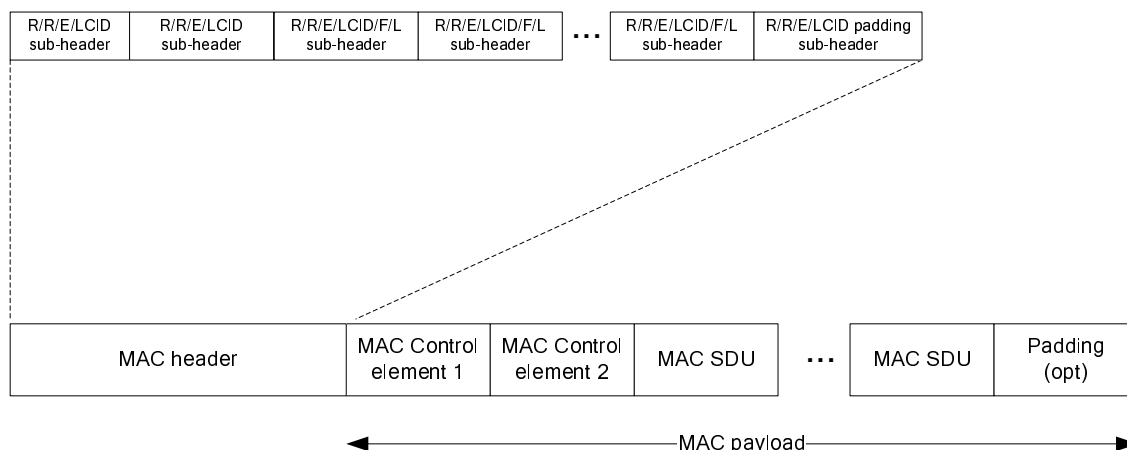 R/R/E/LCID
sub-header
R/R/E/LCID
sub-header
R/R/E/LCID/F/L
sub-header
R/R/E/LCID/F/L
sub-header
...
R/R/E/LCID/F/L
sub-header
R/R/E/LCID padding
sub-header
MAC header
MAC Control
element 1
MAC Control
element 2
MAC SDU
...
MAC SDU
Padding
(opt)
MAC payload